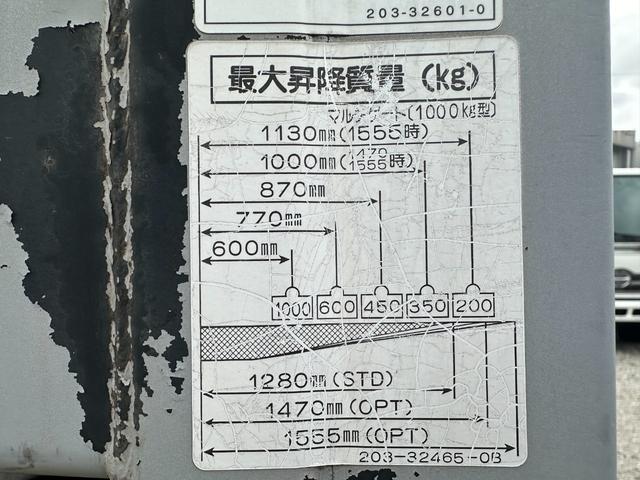 203-32601-0
最大昇降質量(kg)
マルチゲート(1000kg型)
1130mm(1555時)
1000mm(1470 1555時)
870mm
770mm
600mm
1000 600 450 350 200
1280mm(STD)
1470mm(OPT)
1555mm(OPT)
203-32465-0B